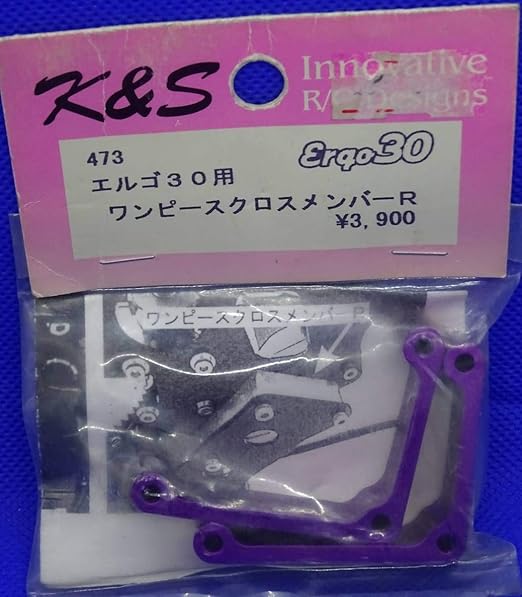 K&S
Innovative
R/C Designs
473
Ergo30
エルゴ30用
ワンピースクロスメンバーR
¥3,900
ワンピースクロスメンバーR